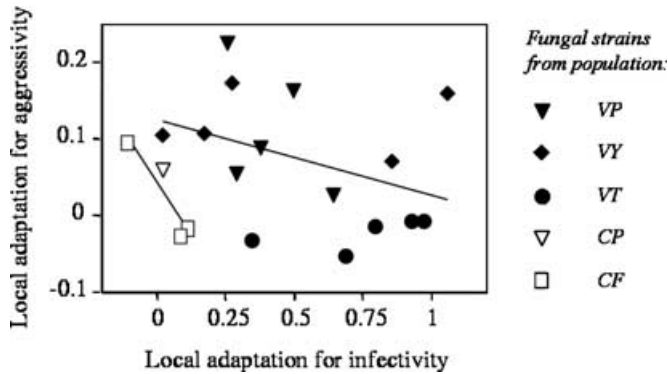 Local adaptation for aggressivity
0.2
0.1
0
-0.1
0
0.25
0.5
0.75
1
Local adaptation for infectivity
Fungal strains
from population:
VP
VY
VT
CP
CF